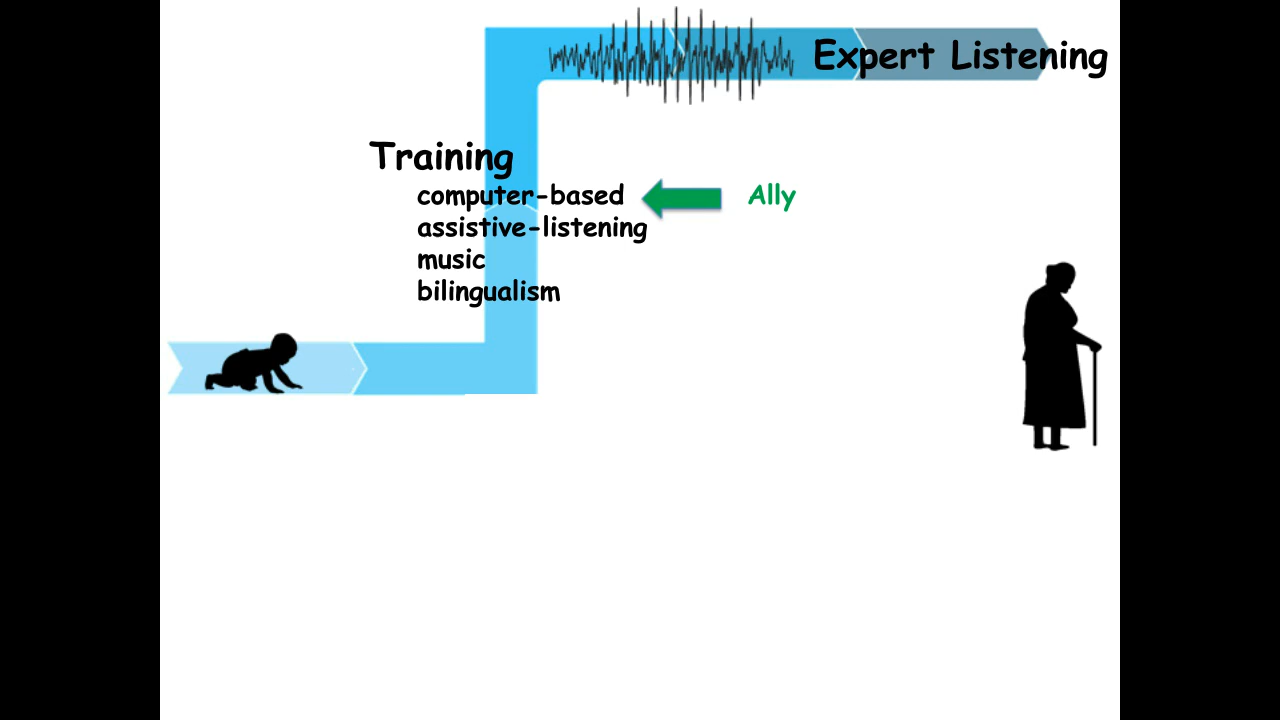 Expert Listening
Training
computer-based
Ally
assistive-listening
music
bilingualism